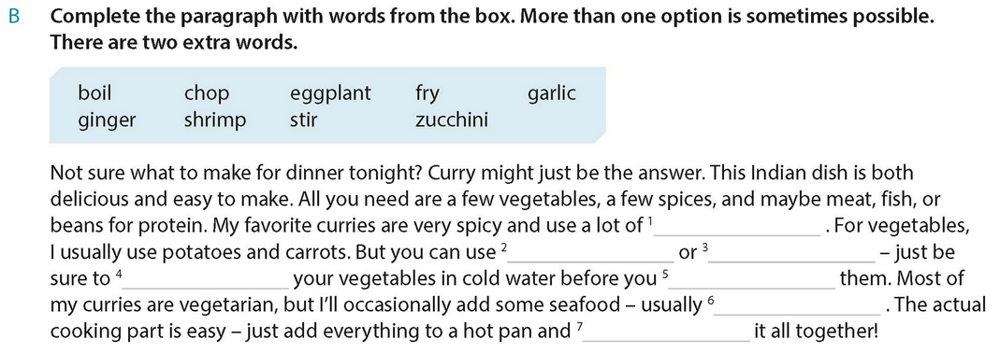 B Complete the paragraph with words from the box. More than one option is sometimes possible.
There are two extra words.
boil chop eggplant fry garlic
ginger shrimp stir zucchini
Not sure what to make for dinner tonight? Curry might just be the answer. This Indian dish is both
delicious and easy to make. All you need are a few vegetables, a few spices, and maybe meat, fish, or
beans for protein. My favorite curries are very spicy and use a lot of 1 ________________ . For vegetables,
I usually use potatoes and carrots. But you can use 2 ________________ or 3 ________________ – just be
sure to 4 ________________ your vegetables in cold water before you 5 ________________ them. Most of
my curries are vegetarian, but I’ll occasionally add some seafood – usually 6 ________________ . The actual
cooking part is easy – just add everything to a hot pan and 7 ________________ it all together!